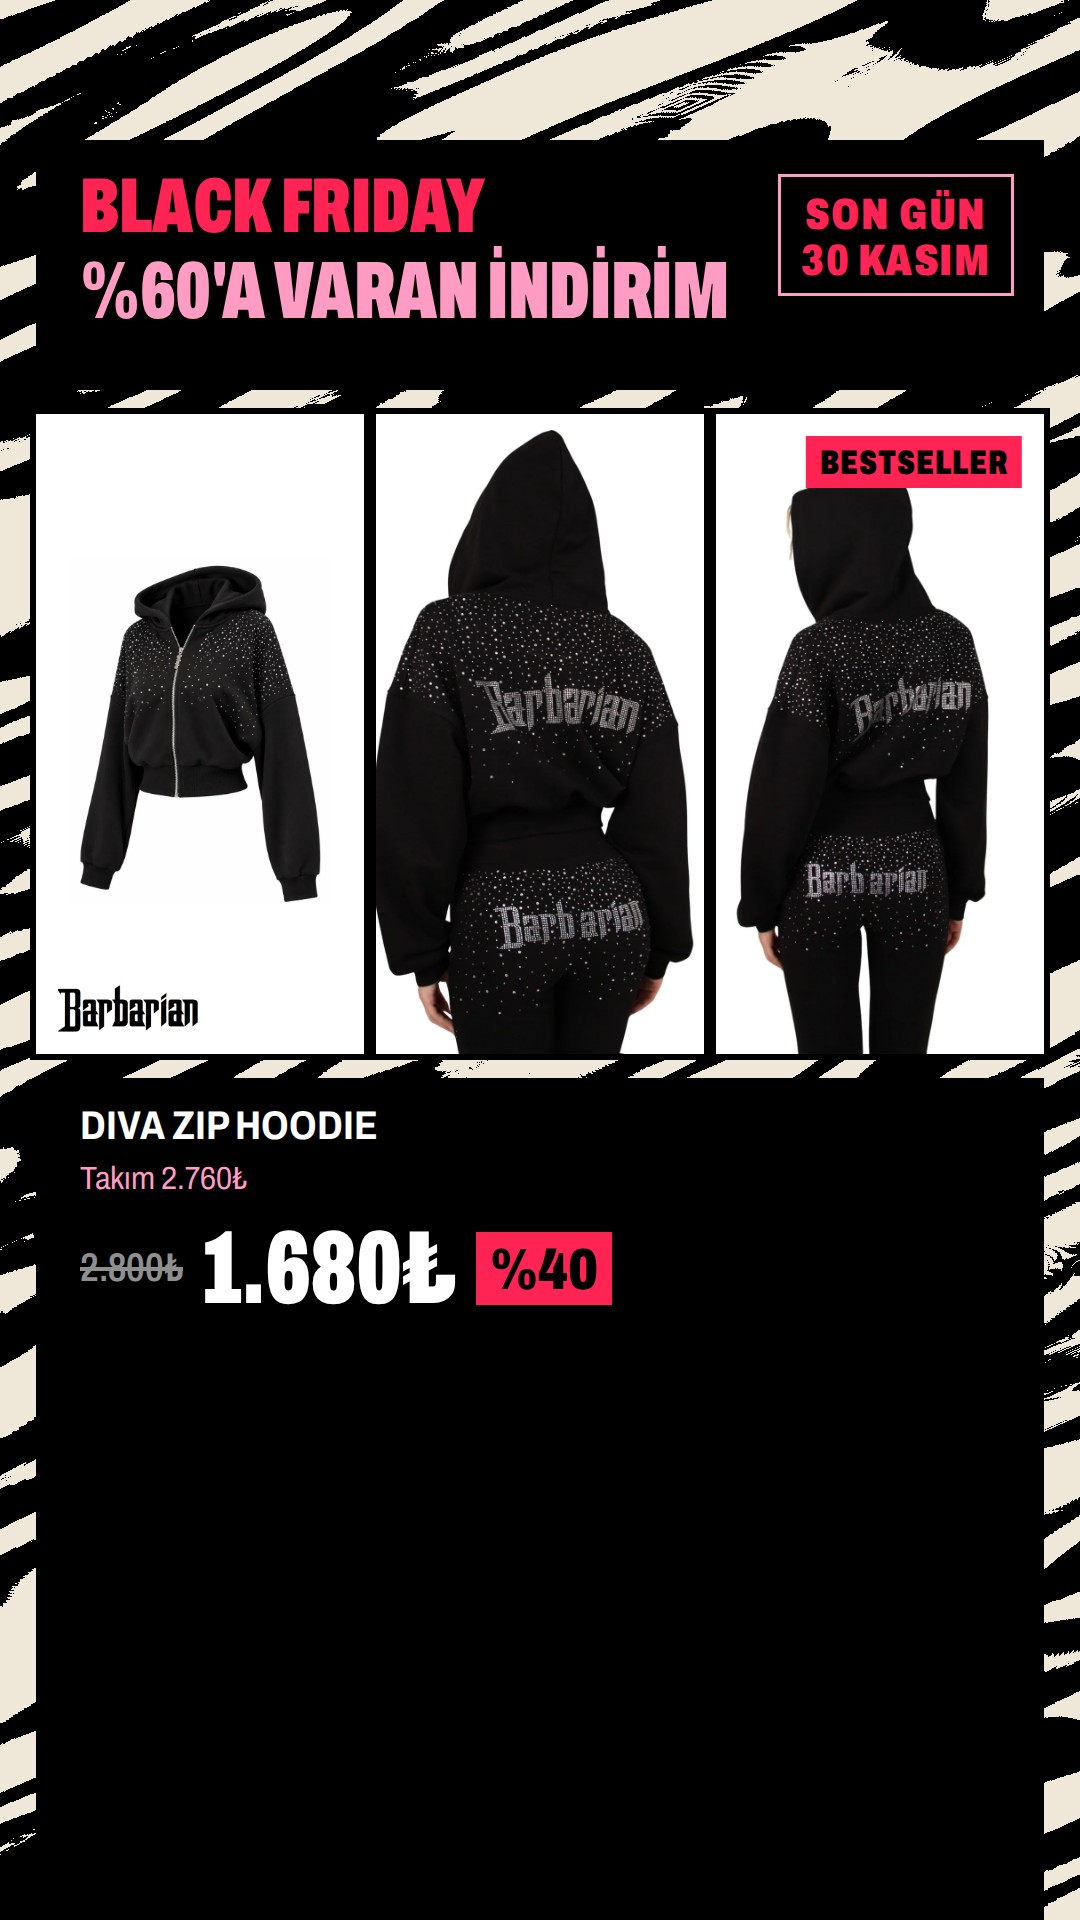 BLACK FRIDAY
%60'A VARAN İNDİRİM
SON GÜN
30 KASIM
BESTSELLER
Barbarian
Barbarian
Barbarian
Barbarian
Barbarian
DIVA ZIP HOODIE
Takım 2.760₺
2.800₺ 1.680₺ %40